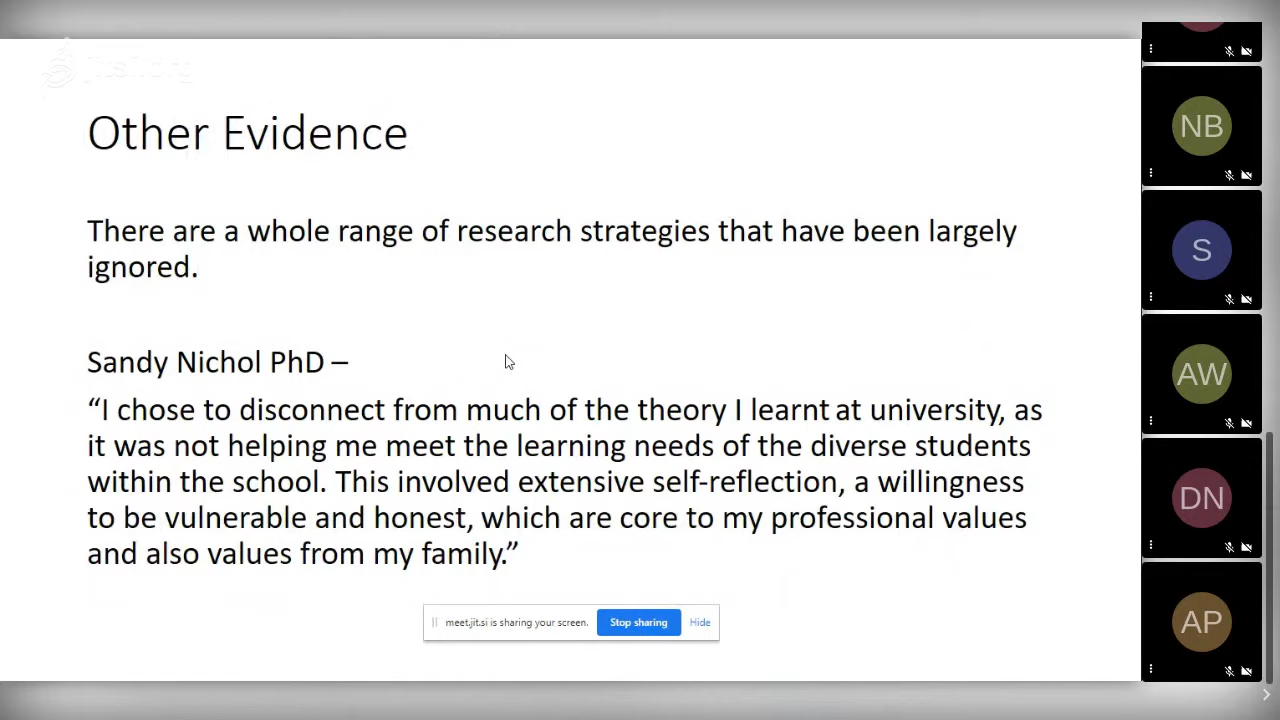 Other Evidence
There are a whole range of research strategies that have been largely
ignored.
Sandy Nichol PhD –
“I chose to disconnect from much of the theory I learnt at university, as
it was not helping me meet the learning needs of the diverse students
within the school. This involved extensive self-reflection, a willingness
to be vulnerable and honest, which are core to my professional values
and also values from my family.”
meet.jit.si is sharing your screen.
Stop sharing
Hide
NB
S
AW
DN
AP